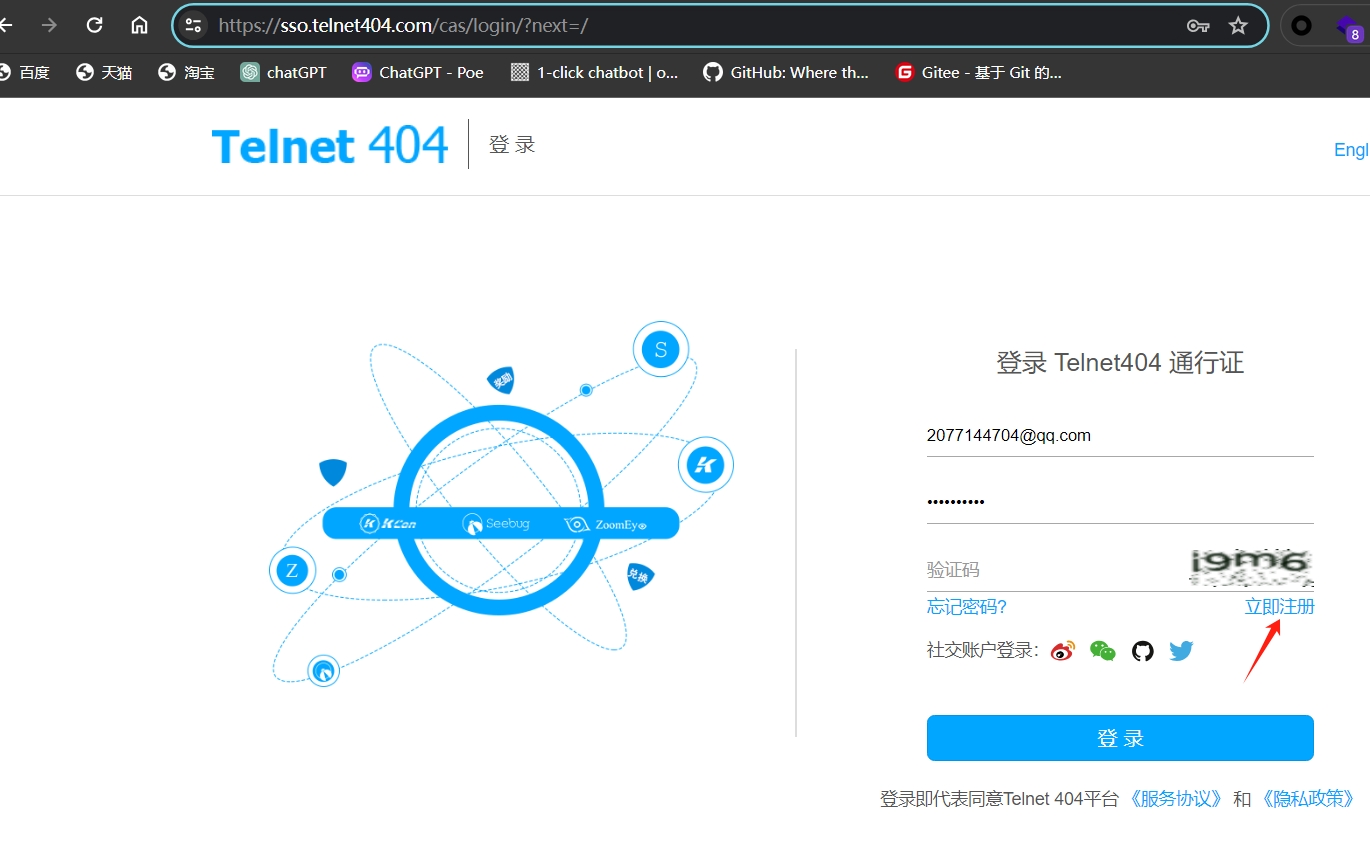 https://sso.telnet404.com/cas/login/?next=/
8
百度 天猫 淘宝 chatGPT ChatGPT - Poe 1-click chatbot | o... GitHub: Where th... Gitee - 基于 Git 的...
Telnet 404 登 录
Engl
S
奖励
登录 Telnet404 通行证
2077144704@qq.com
K
••••••••••
KCon Seebug ZoomEye
i9m6
验证码
Z
兑换
忘记密码? 立即注册
社交账户登录：
登 录
登录即代表同意Telnet 404平台 《服务协议》 和 《隐私政策》